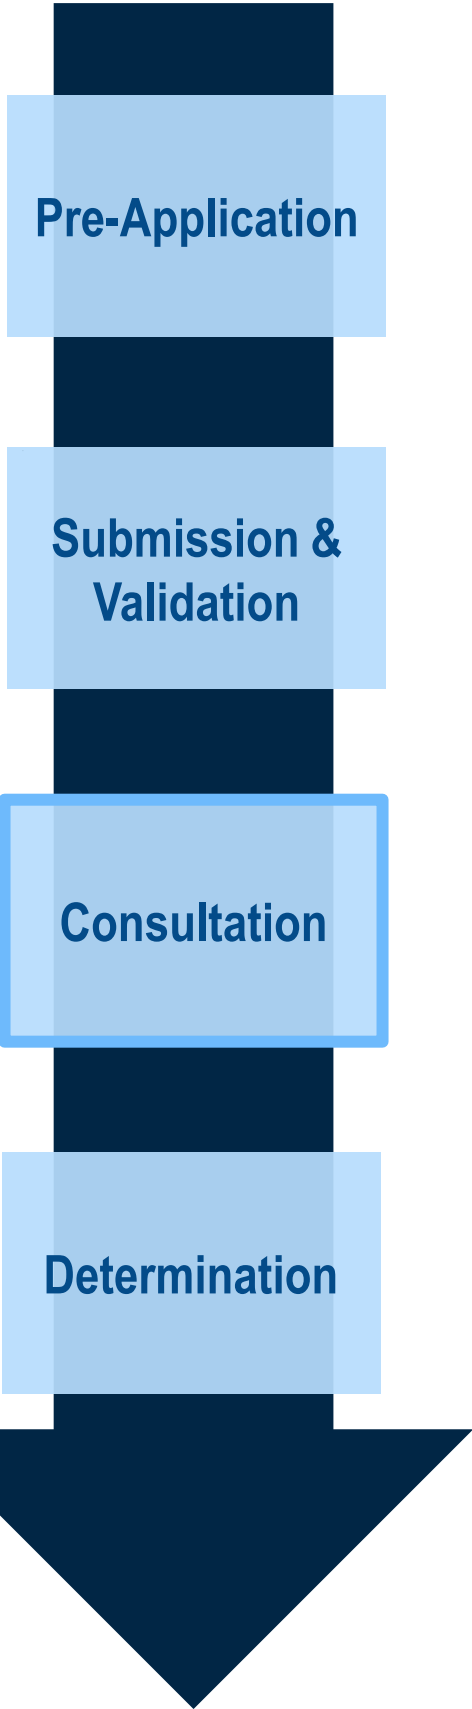 Pre-Application
Submission &
Validation
Consultation
Determination